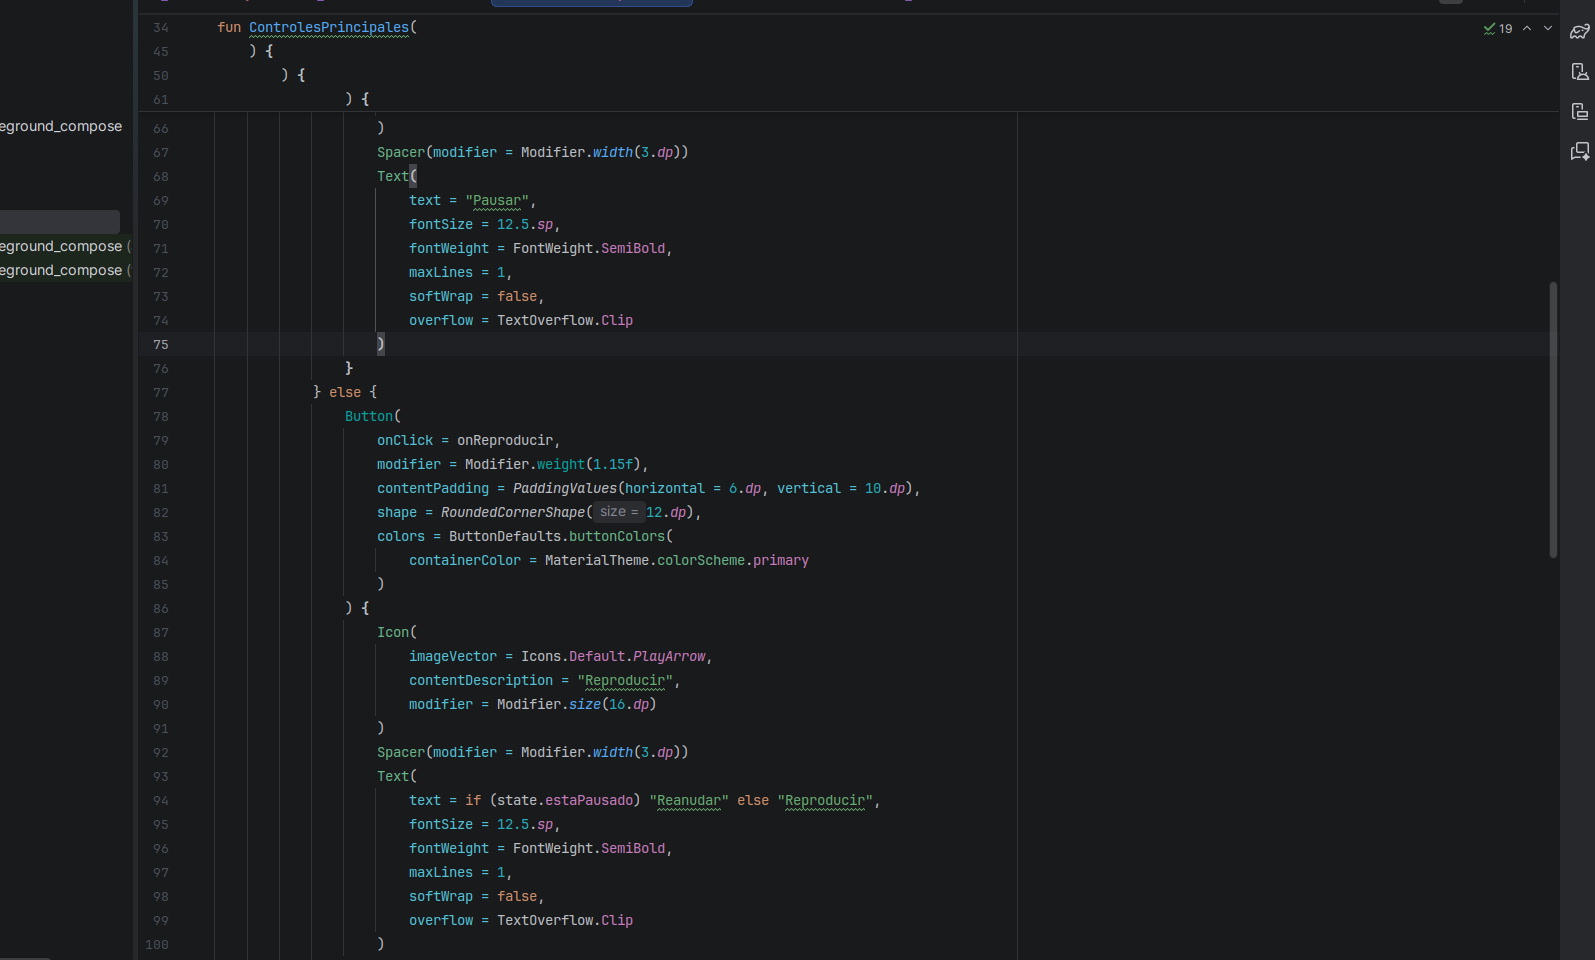 34 fun ControlesPrincipales(
19
45 ) {
50 ) {
61 ) {
eground_compose
66 )
67 Spacer(modifier = Modifier.width(3.dp))
68 Text(
69 text = "Pausar",
70 fontSize = 12.5.sp,
71 fontWeight = FontWeight.SemiBold,
72 maxLines = 1,
73 softWrap = false,
74 overflow = TextOverflow.Clip
75 )
76 }
77 } else {
78 Button(
79 onClick = onReproducir,
80 modifier = Modifier.weight(1.15f),
81 contentPadding = PaddingValues(horizontal = 6.dp, vertical = 10.dp),
82 shape = RoundedCornerShape( size = 12.dp),
83 colors = ButtonDefaults.buttonColors(
84 containerColor = MaterialTheme.colorScheme.primary
85 )
86 ) {
87 Icon(
88 imageVector = Icons.Default.PlayArrow,
89 contentDescription = "Reproducir",
90 modifier = Modifier.size(16.dp)
91 )
92 Spacer(modifier = Modifier.width(3.dp))
93 Text(
94 text = if (state.estaPausado) "Reanudar" else "Reproducir",
95 fontSize = 12.5.sp,
96 fontWeight = FontWeight.SemiBold,
97 maxLines = 1,
98 softWrap = false,
99 overflow = TextOverflow.Clip
100 )
eground_compose (
eground_compose (